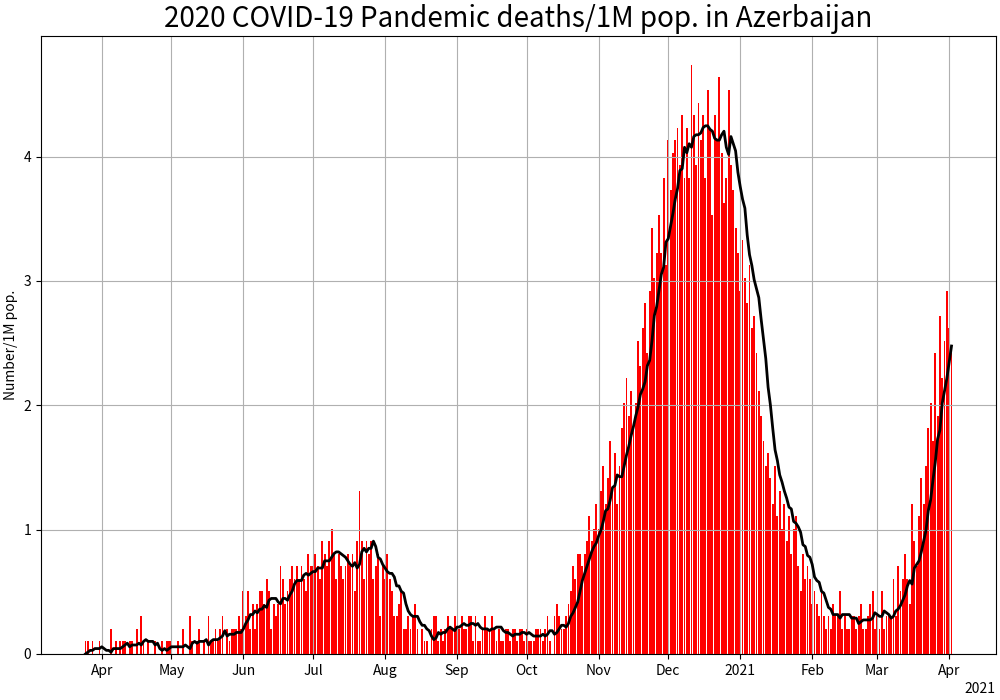 2020 COVID-19 Pandemic deaths/1M pop. in Azerbaijan
Number/1M pop.
4
3
2
1
0
Apr May Jun Jul Aug Sep Oct Nov Dec 2021 Feb Mar Apr
2021